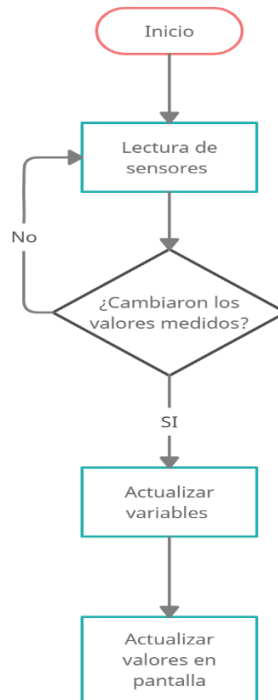 Inicio
Lectura de
sensores
No
¿Cambiaron los
valores medidos?
SI
Actualizar
variables
Actualizar
valores en
pantalla